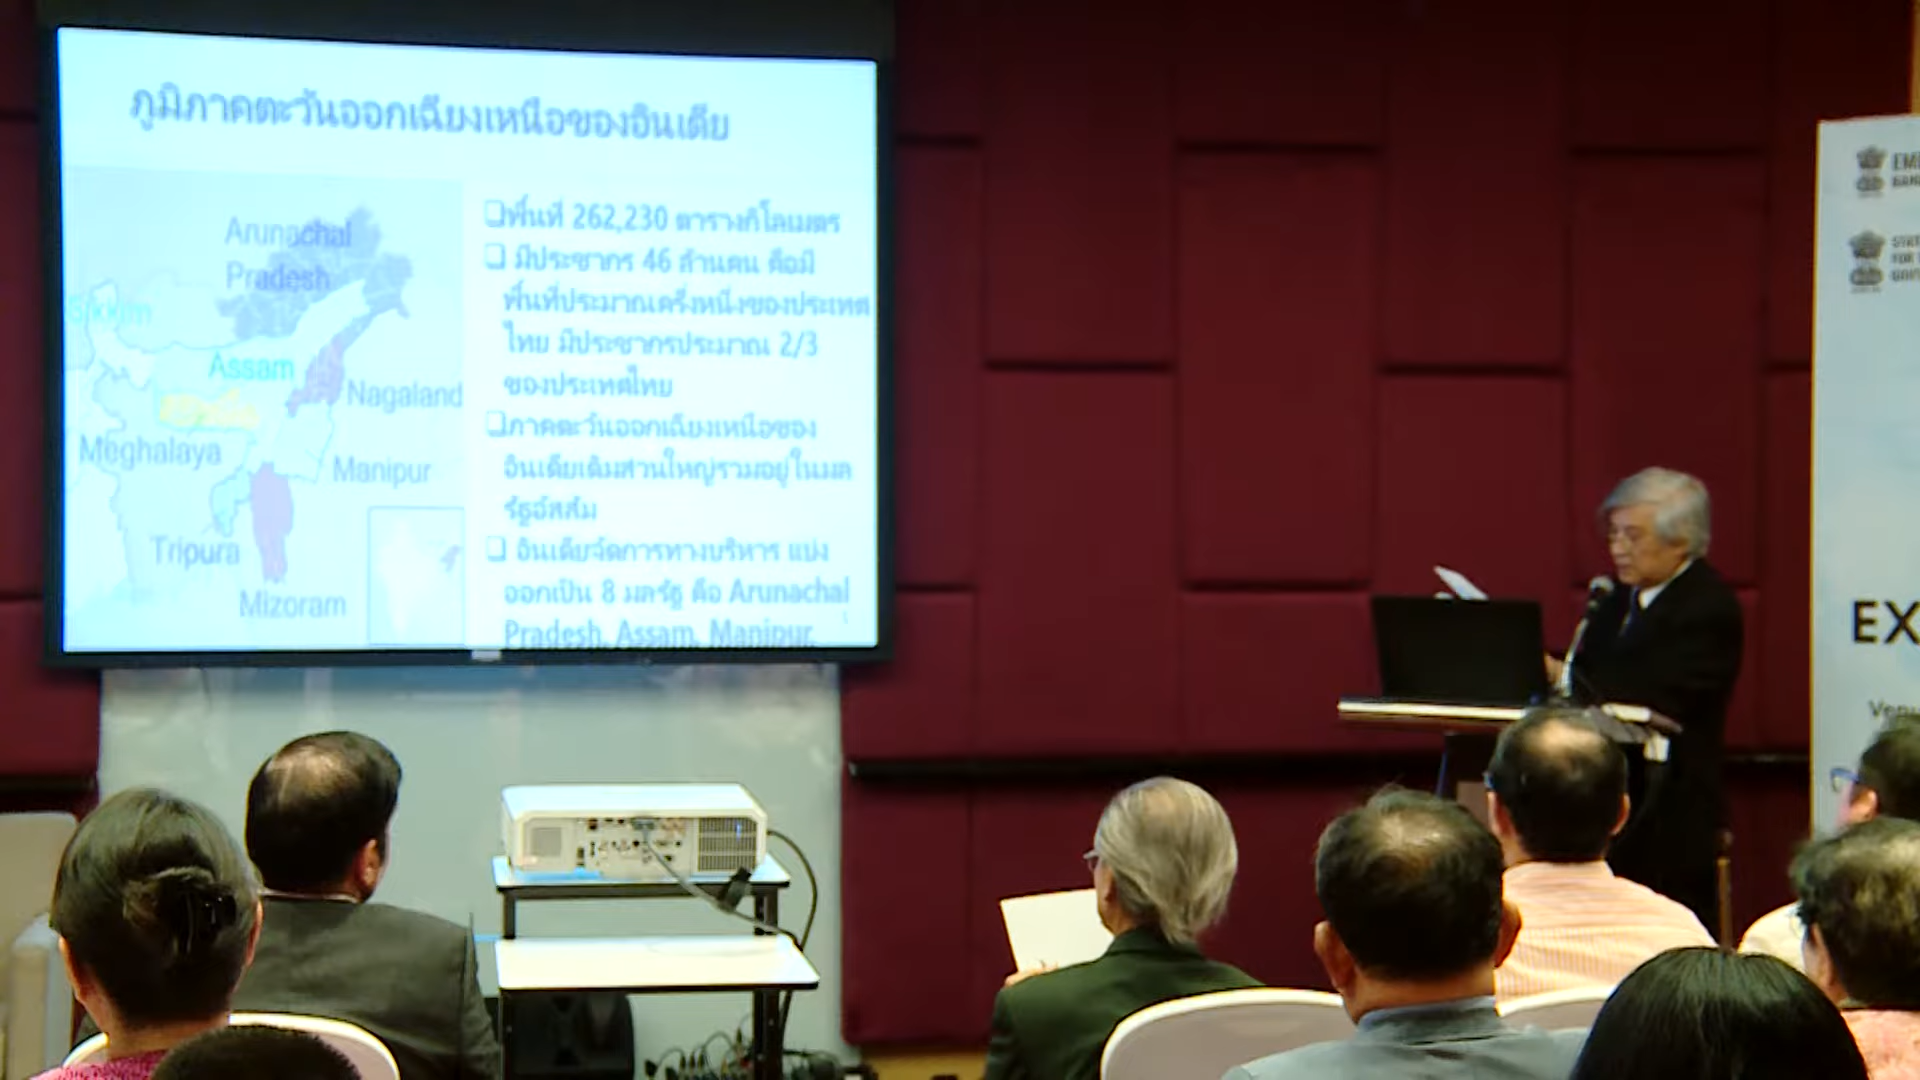 ภูมิภาคตะวันออกเฉียงเหนือของอินเดีย
Arunachal
Pradesh
Sikkim
Assam
Nagaland
Meghalaya
Manipur
Tripura
Mizoram
❑พื้นที่ 262,230 ตารางกิโลเมตร
❑ มีประชากร 46 ล้านคน คือมี
พื้นที่ประมาณครึ่งหนึ่งของประเทศ
ไทย มีประชากรประมาณ 2/3
ของประเทศไทย
❑ภาคตะวันออกเฉียงเหนือของ
อินเดียเดิมส่วนใหญ่รวมอยู่ในมล
รัฐอัสสัม
❑ อินเดียจัดการทางบริหาร แบ่ง
ออกเป็น 8 มลรัฐ คือ Arunachal
Pradesh, Assam, Manipur,
EX